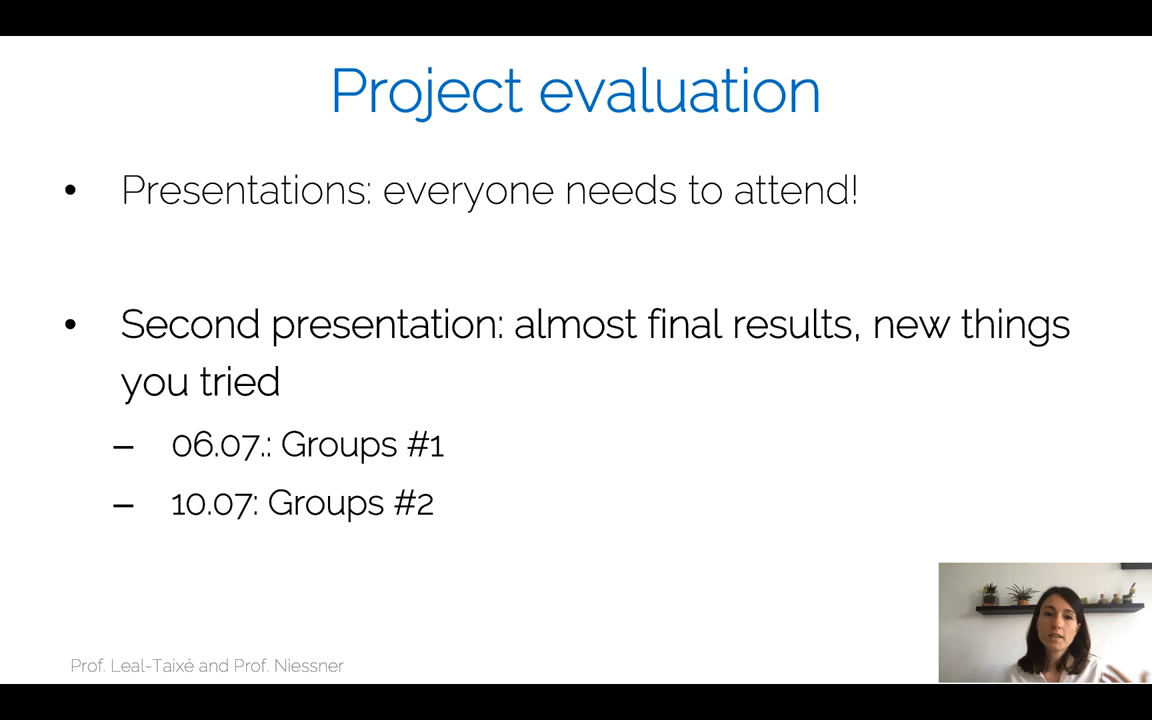 Project evaluation
• Presentations: everyone needs to attend!
• Second presentation: almost final results, new things
you tried
– 06.07.: Groups #1
– 10.07: Groups #2
Prof. Leal-Taixé and Prof. Niessner